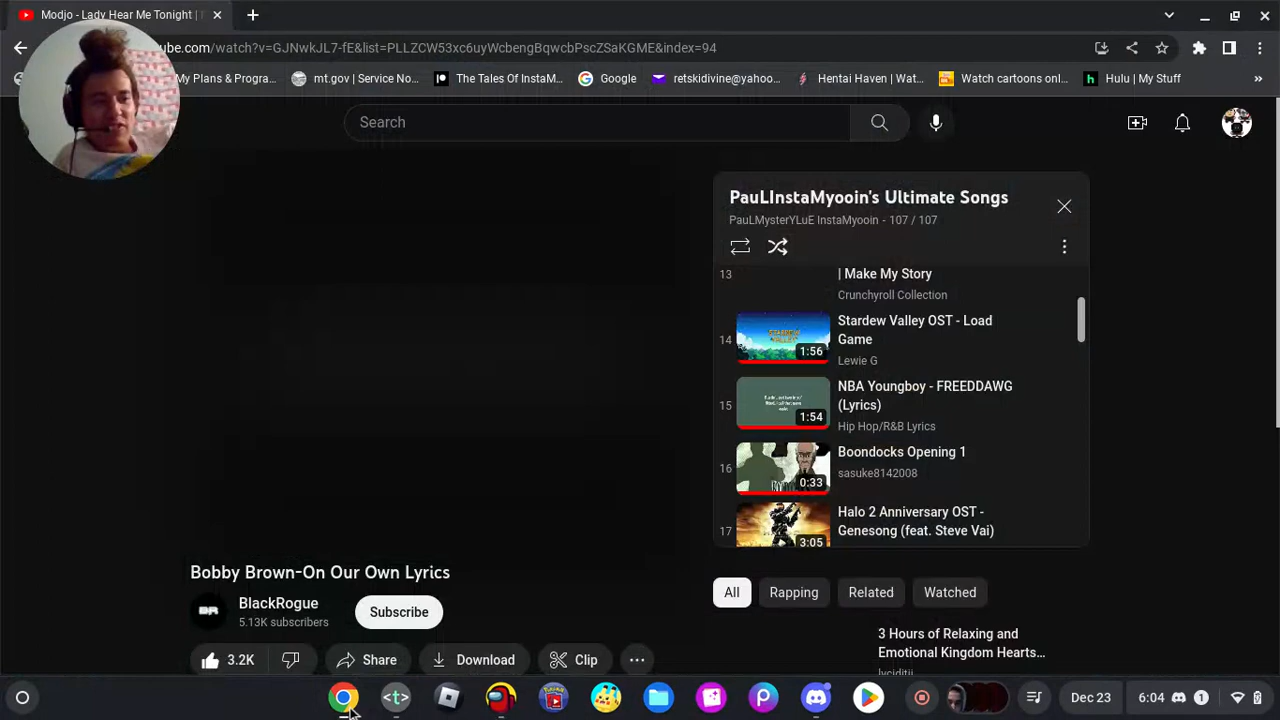 Modjo - Lady Hear Me Tonight |
ube.com/watch?v=GJNwkJL7-fE&list=PLLZCW53xc6uyWcbengBqwcbPscZSaKGME&index=94
My Plans & Progra...
mt.gov | Service No...
The Tales Of InstaM...
Google
retskidivine@yahoo...
Hentai Haven | Wat...
Watch cartoons onl...
Hulu | My Stuff
»
Search
PauLInstaMyooin's Ultimate Songs
PauLMysterYLuE InstaMyooin - 107 / 107
13
| Make My Story
Crunchyroll Collection
14
1:56
Stardew Valley OST - Load
Game
Lewie G
15
1:54
NBA Youngboy - FREEDDAWG
(Lyrics)
Hip Hop/R&B Lyrics
16
0:33
Boondocks Opening 1
sasuke8142008
17
3:05
Halo 2 Anniversary OST -
Genesong (feat. Steve Vai)
Bobby Brown-On Our Own Lyrics
BlackRogue
5.13K subscribers
Subscribe
3.2K
Share
Download
Clip
All
Rapping
Related
Watched
3 Hours of Relaxing and
Emotional Kingdom Hearts...
lyciditii
<t>
Dec 23
6:04
1